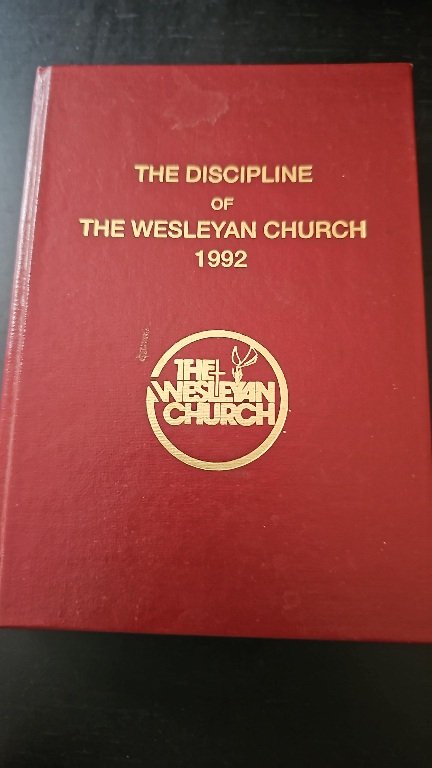 THE DISCIPLINE
OF
THE WESLEYAN CHURCH
1992
THE
WESLEYAN
CHURCH